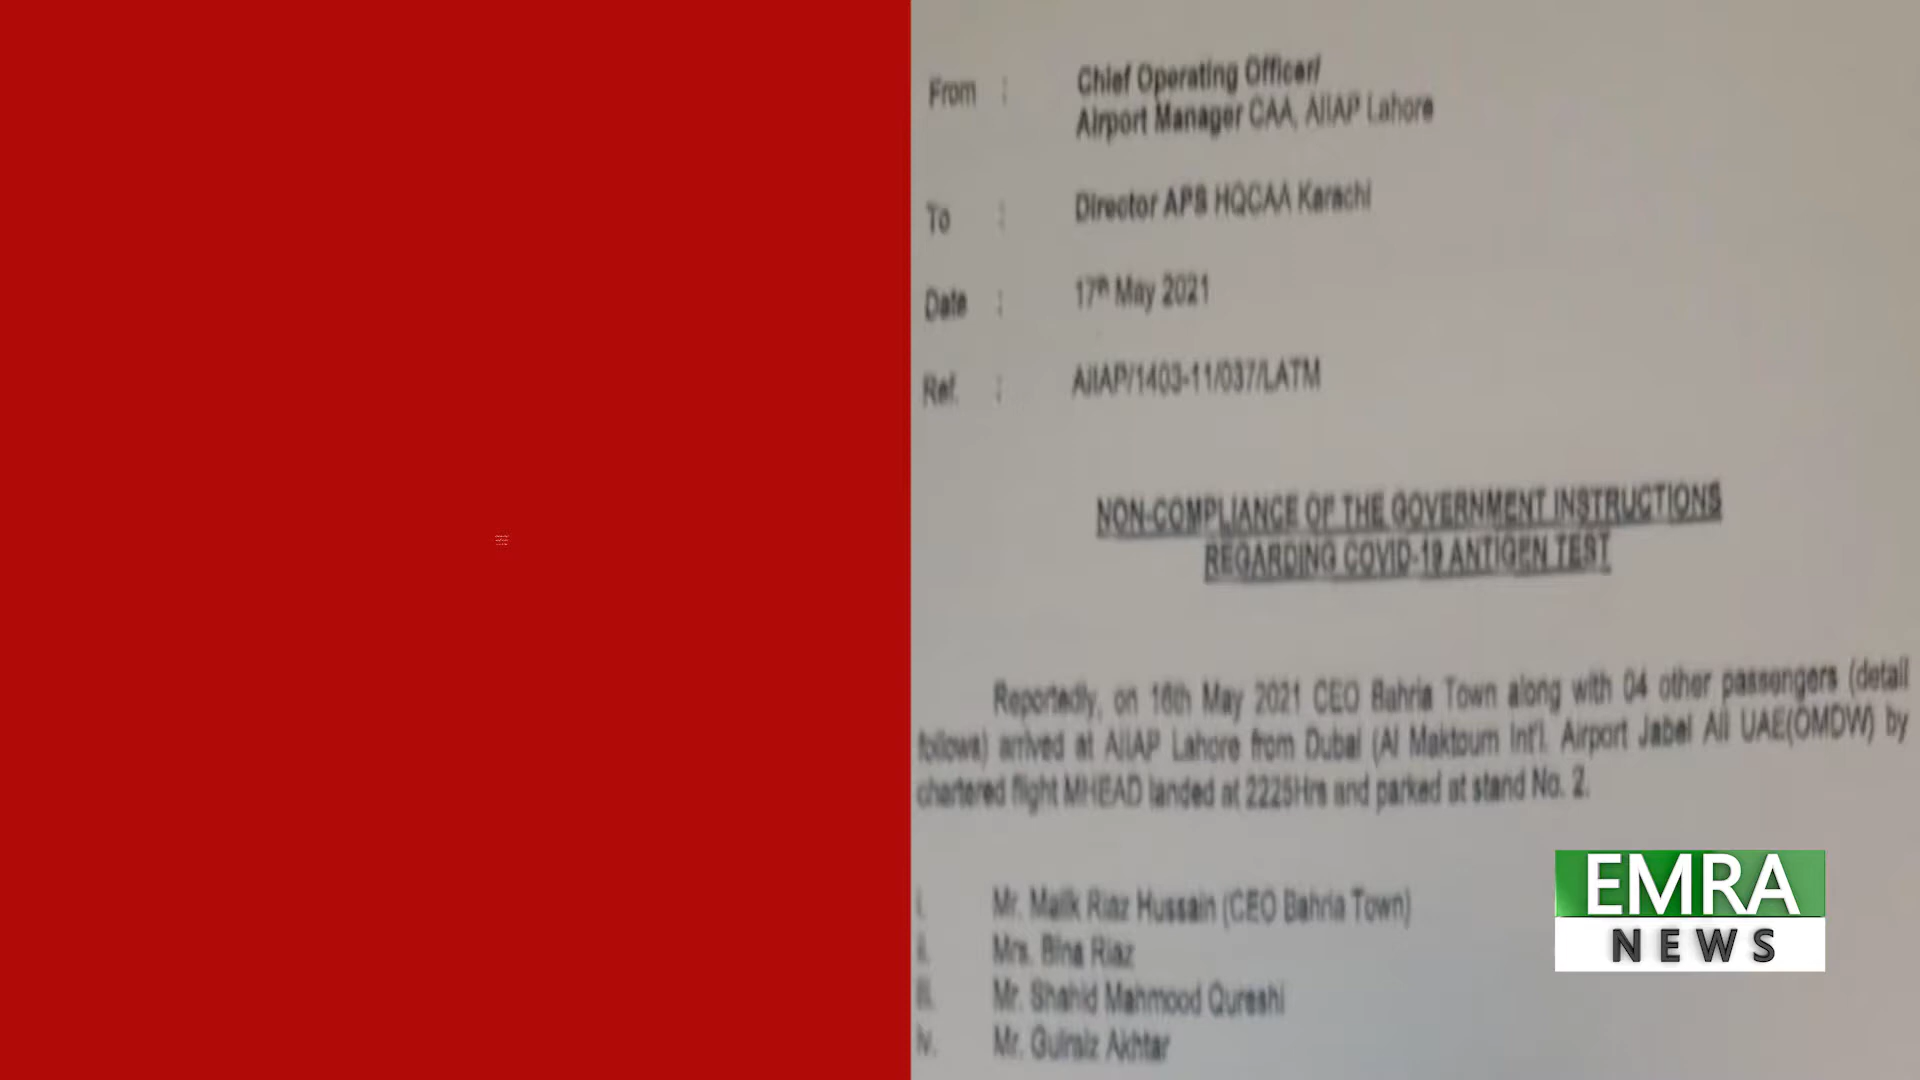 From : Chief Operating Officer/
Airport Manager CAA, AIIAP Lahore
To : Director APS HQCAA Karachi
Date : 17th May 2021
Ref. : AIIAP/1403-11/037/LATM
NON-COMPLIANCE OF THE GOVERNMENT INSTRUCTIONS
REGARDING COVID-19 ANTIGEN TEST
Reportedly, on 16th May 2021 CEO Bahria Town along with 04 other passengers (detail
follows) arrived at AIIAP Lahore from Dubai (Al Maktoum Int'l. Airport Jabel Ali UAE(OMDW) by
chartered flight MHEAD landed at 2225Hrs and parked at stand No. 2.
i. Mr. Malik Riaz Hussain (CEO Bahria Town)
ii. Mrs. Bina Riaz
iii. Mr. Shahid Mahmood Qureshi
iv. Mr. Gulraiz Akhtar
EMRA
NEWS